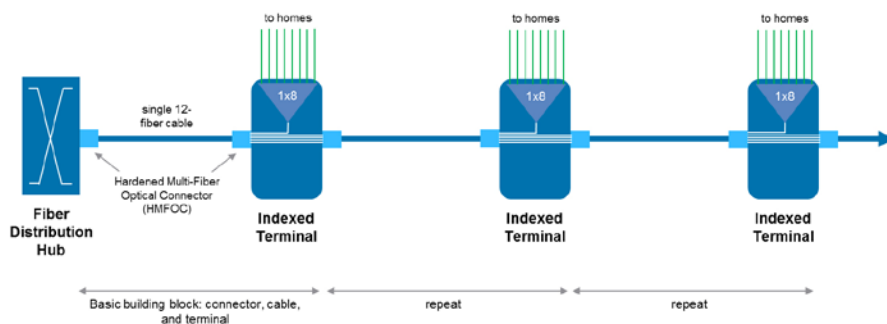 to homes
to homes
to homes
1x8
1x8
1x8
single 12-
fiber cable
Hardened Multi-Fiber
Optical Connector
(HMFOC)
Fiber
Distribution
Hub
Indexed
Terminal
Indexed
Terminal
Indexed
Terminal
Basic building block: connector, cable,
and terminal
repeat
repeat